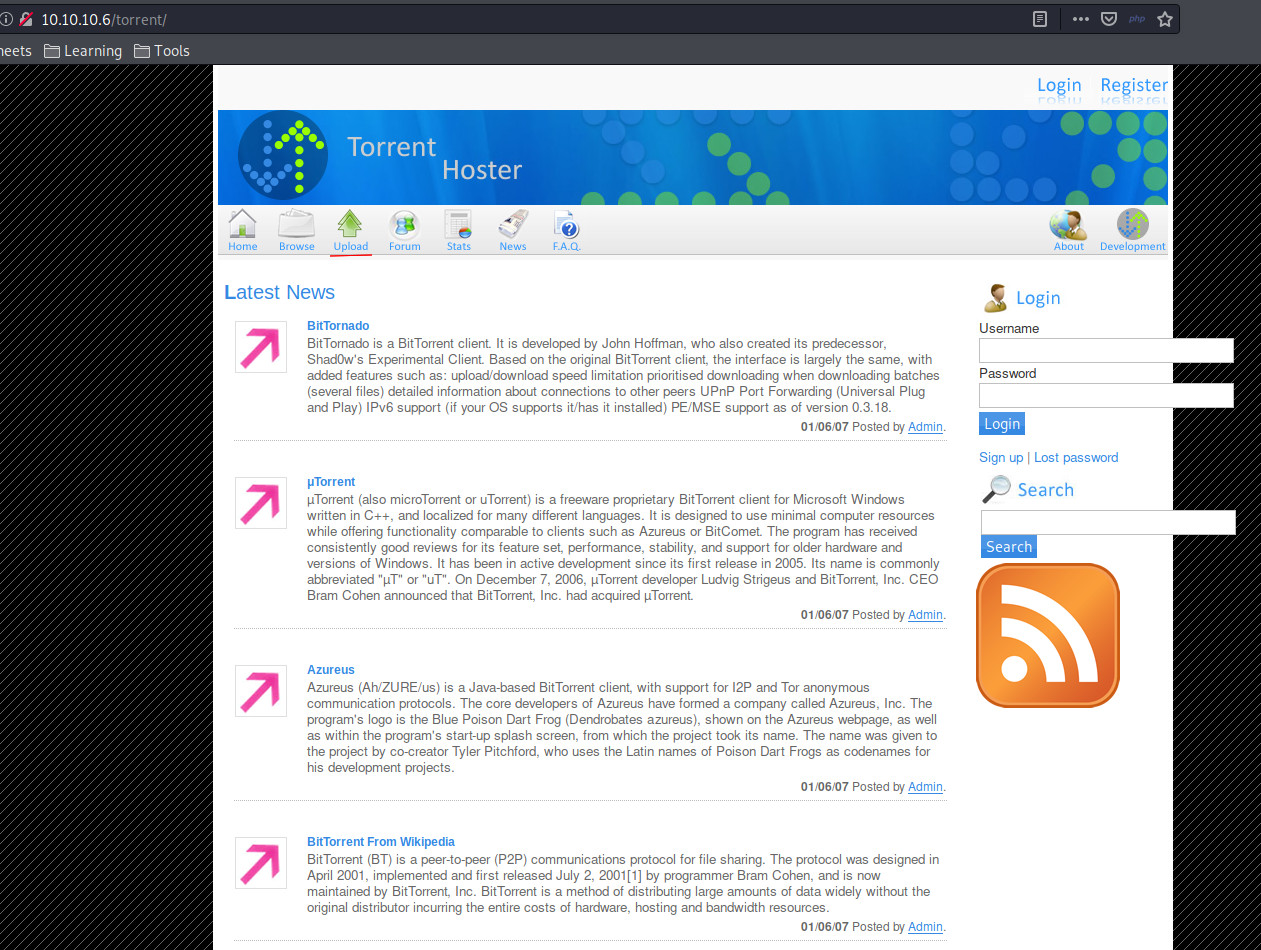 10.10.10.6/torrent/
php
neets Learning Tools
Login Register
Torrent
Hoster
Home Browse Upload Forum Stats News F.A.Q. About Development
Latest News
BitTornado
BitTornado is a BitTorrent client. It is developed by John Hoffman, who also created its predecessor,
Shad0w's Experimental Client. Based on the original BitTorrent client, the interface is largely the same, with
added features such as: upload/download speed limitation prioritised downloading when downloading batches
(several files) detailed information about connections to other peers UPnP Port Forwarding (Universal Plug
and Play) IPv6 support (if your OS supports it/has it installed) PE/MSE support as of version 0.3.18.
01/06/07 Posted by Admin.
µTorrent
µTorrent (also microTorrent or uTorrent) is a freeware proprietary BitTorrent client for Microsoft Windows
written in C++, and localized for many different languages. It is designed to use minimal computer resources
while offering functionality comparable to clients such as Azureus or BitComet. The program has received
consistently good reviews for its feature set, performance, stability, and support for older hardware and
versions of Windows. It has been in active development since its first release in 2005. Its name is commonly
abbreviated "µT" or "uT". On December 7, 2006, µTorrent developer Ludvig Strigeus and BitTorrent, Inc. CEO
Bram Cohen announced that BitTorrent, Inc. had acquired µTorrent.
01/06/07 Posted by Admin.
Azureus
Azureus (Ah/ZURE/us) is a Java-based BitTorrent client, with support for I2P and Tor anonymous
communication protocols. The core developers of Azureus have formed a company called Azureus, Inc. The
program's logo is the Blue Poison Dart Frog (Dendrobates azureus), shown on the Azureus webpage, as well
as within the program's start-up splash screen, from which the project took its name. The name was given to
the project by co-creator Tyler Pitchford, who uses the Latin names of Poison Dart Frogs as codenames for
his development projects.
01/06/07 Posted by Admin.
BitTorrent From Wikipedia
BitTorrent (BT) is a peer-to-peer (P2P) communications protocol for file sharing. The protocol was designed in
April 2001, implemented and first released July 2, 2001[1] by programmer Bram Cohen, and is now
maintained by BitTorrent, Inc. BitTorrent is a method of distributing large amounts of data widely without the
original distributor incurring the entire costs of hardware, hosting and bandwidth resources.
01/06/07 Posted by Admin.
Login
Username
Password
Login
Sign up | Lost password
Search
Search